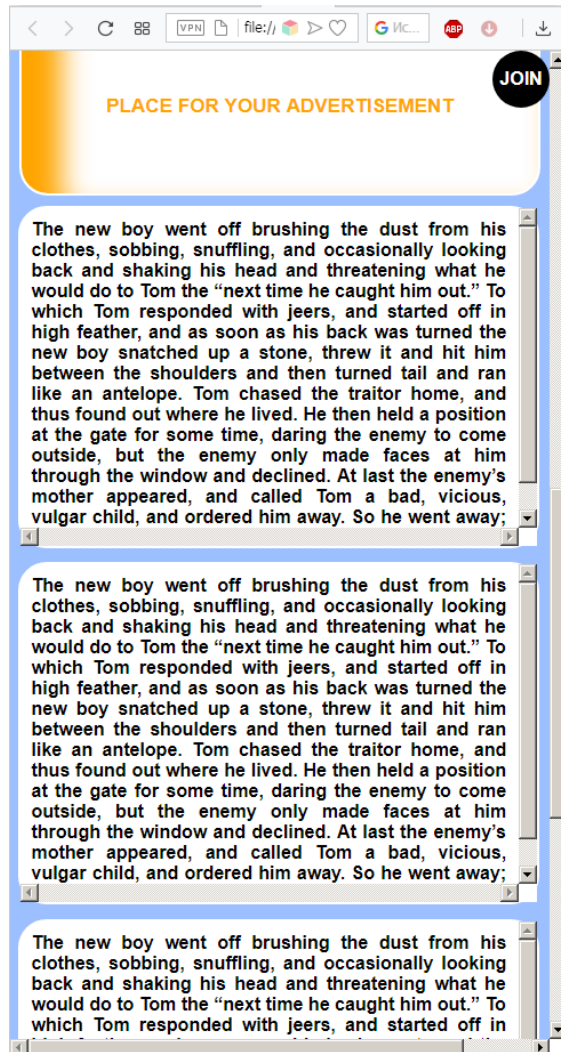 VPN file:// G Ис... ABP
JOIN
PLACE FOR YOUR ADVERTISEMENT
The new boy went off brushing the dust from his
clothes, sobbing, snuffling, and occasionally looking
back and shaking his head and threatening what he
would do to Tom the “next time he caught him out.” To
which Tom responded with jeers, and started off in
high feather, and as soon as his back was turned the
new boy snatched up a stone, threw it and hit him
between the shoulders and then turned tail and ran
like an antelope. Tom chased the traitor home, and
thus found out where he lived. He then held a position
at the gate for some time, daring the enemy to come
outside, but the enemy only made faces at him
through the window and declined. At last the enemy’s
mother appeared, and called Tom a bad, vicious,
vulgar child, and ordered him away. So he went away;
The new boy went off brushing the dust from his
clothes, sobbing, snuffling, and occasionally looking
back and shaking his head and threatening what he
would do to Tom the “next time he caught him out.” To
which Tom responded with jeers, and started off in
high feather, and as soon as his back was turned the
new boy snatched up a stone, threw it and hit him
between the shoulders and then turned tail and ran
like an antelope. Tom chased the traitor home, and
thus found out where he lived. He then held a position
at the gate for some time, daring the enemy to come
outside, but the enemy only made faces at him
through the window and declined. At last the enemy’s
mother appeared, and called Tom a bad, vicious,
vulgar child, and ordered him away. So he went away;
The new boy went off brushing the dust from his
clothes, sobbing, snuffling, and occasionally looking
back and shaking his head and threatening what he
would do to Tom the “next time he caught him out.” To
which Tom responded with jeers, and started off in